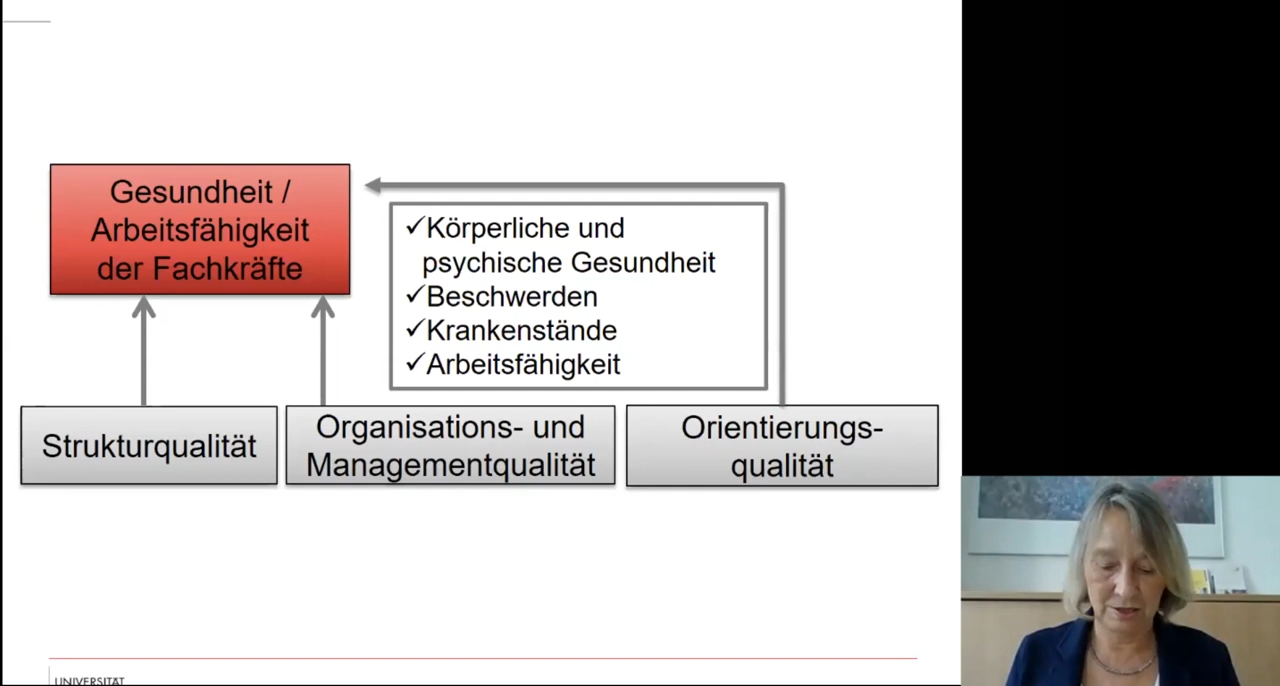 Gesundheit /
Arbeitsfähigkeit
der Fachkräfte
✓Körperliche und
psychische Gesundheit
✓Beschwerden
✓Krankenstände
✓Arbeitsfähigkeit
Strukturqualität
Organisations- und
Managementqualität
Orientierungs-
qualität
UNIVERSITÄT